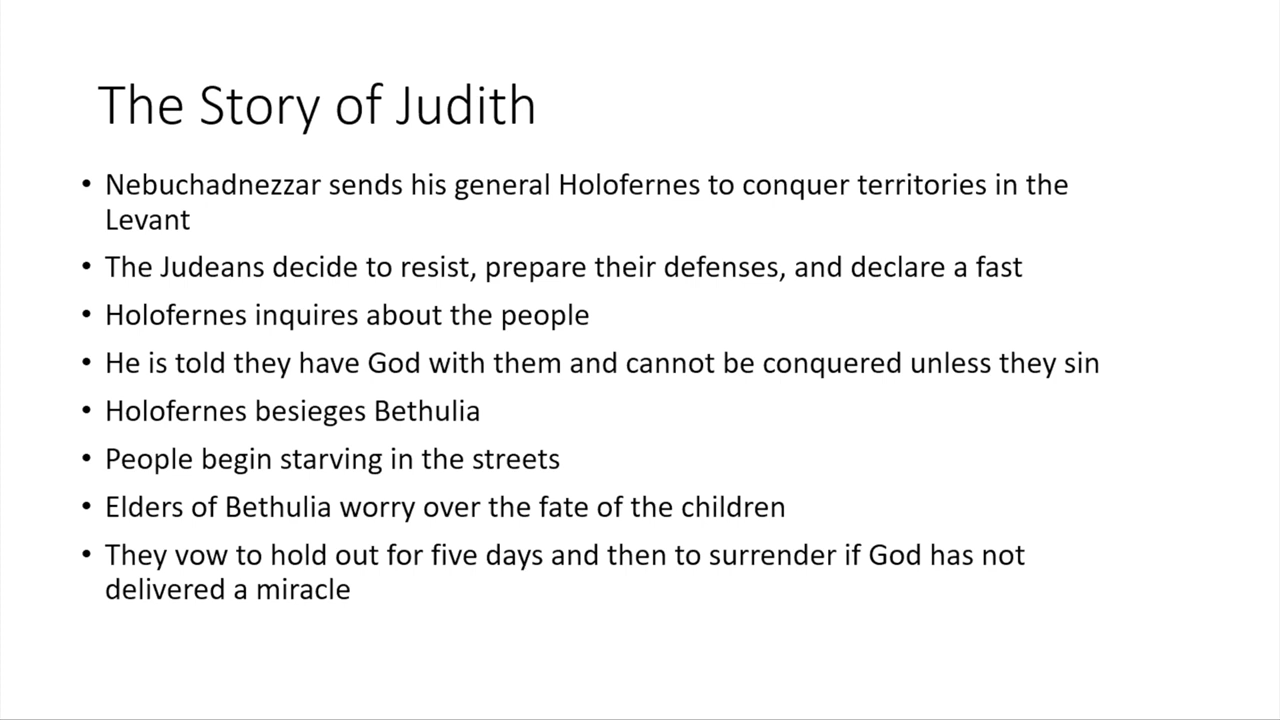 The Story of Judith
• Nebuchadnezzar sends his general Holofernes to conquer territories in the
Levant
• The Judeans decide to resist, prepare their defenses, and declare a fast
• Holofernes inquires about the people
• He is told they have God with them and cannot be conquered unless they sin
• Holofernes besieges Bethulia
• People begin starving in the streets
• Elders of Bethulia worry over the fate of the children
• They vow to hold out for five days and then to surrender if God has not
delivered a miracle